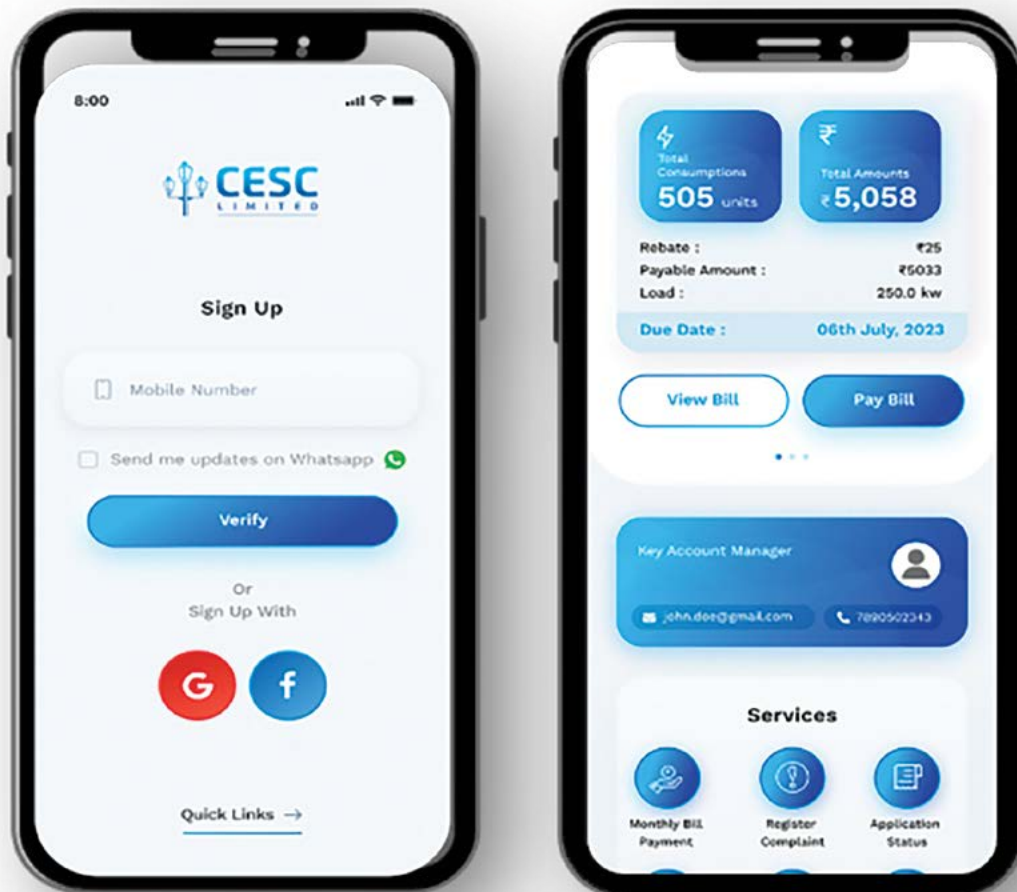 8:00
CESC
LIMITED
Sign Up
Mobile Number
Send me updates on Whatsapp
Verify
Or
Sign Up With
G f
Quick Links →
Total
Consumptions
505 units
₹
Total Amounts
₹5,058
Rebate : ₹25
Payable Amount : ₹5033
Load : 250.0 kw
Due Date : 06th July, 2023
View Bill Pay Bill
Key Account Manager
john.doe@gmail.com 7890502343
Services
Monthly Bill
Payment
Register
Complaint
Application
Status